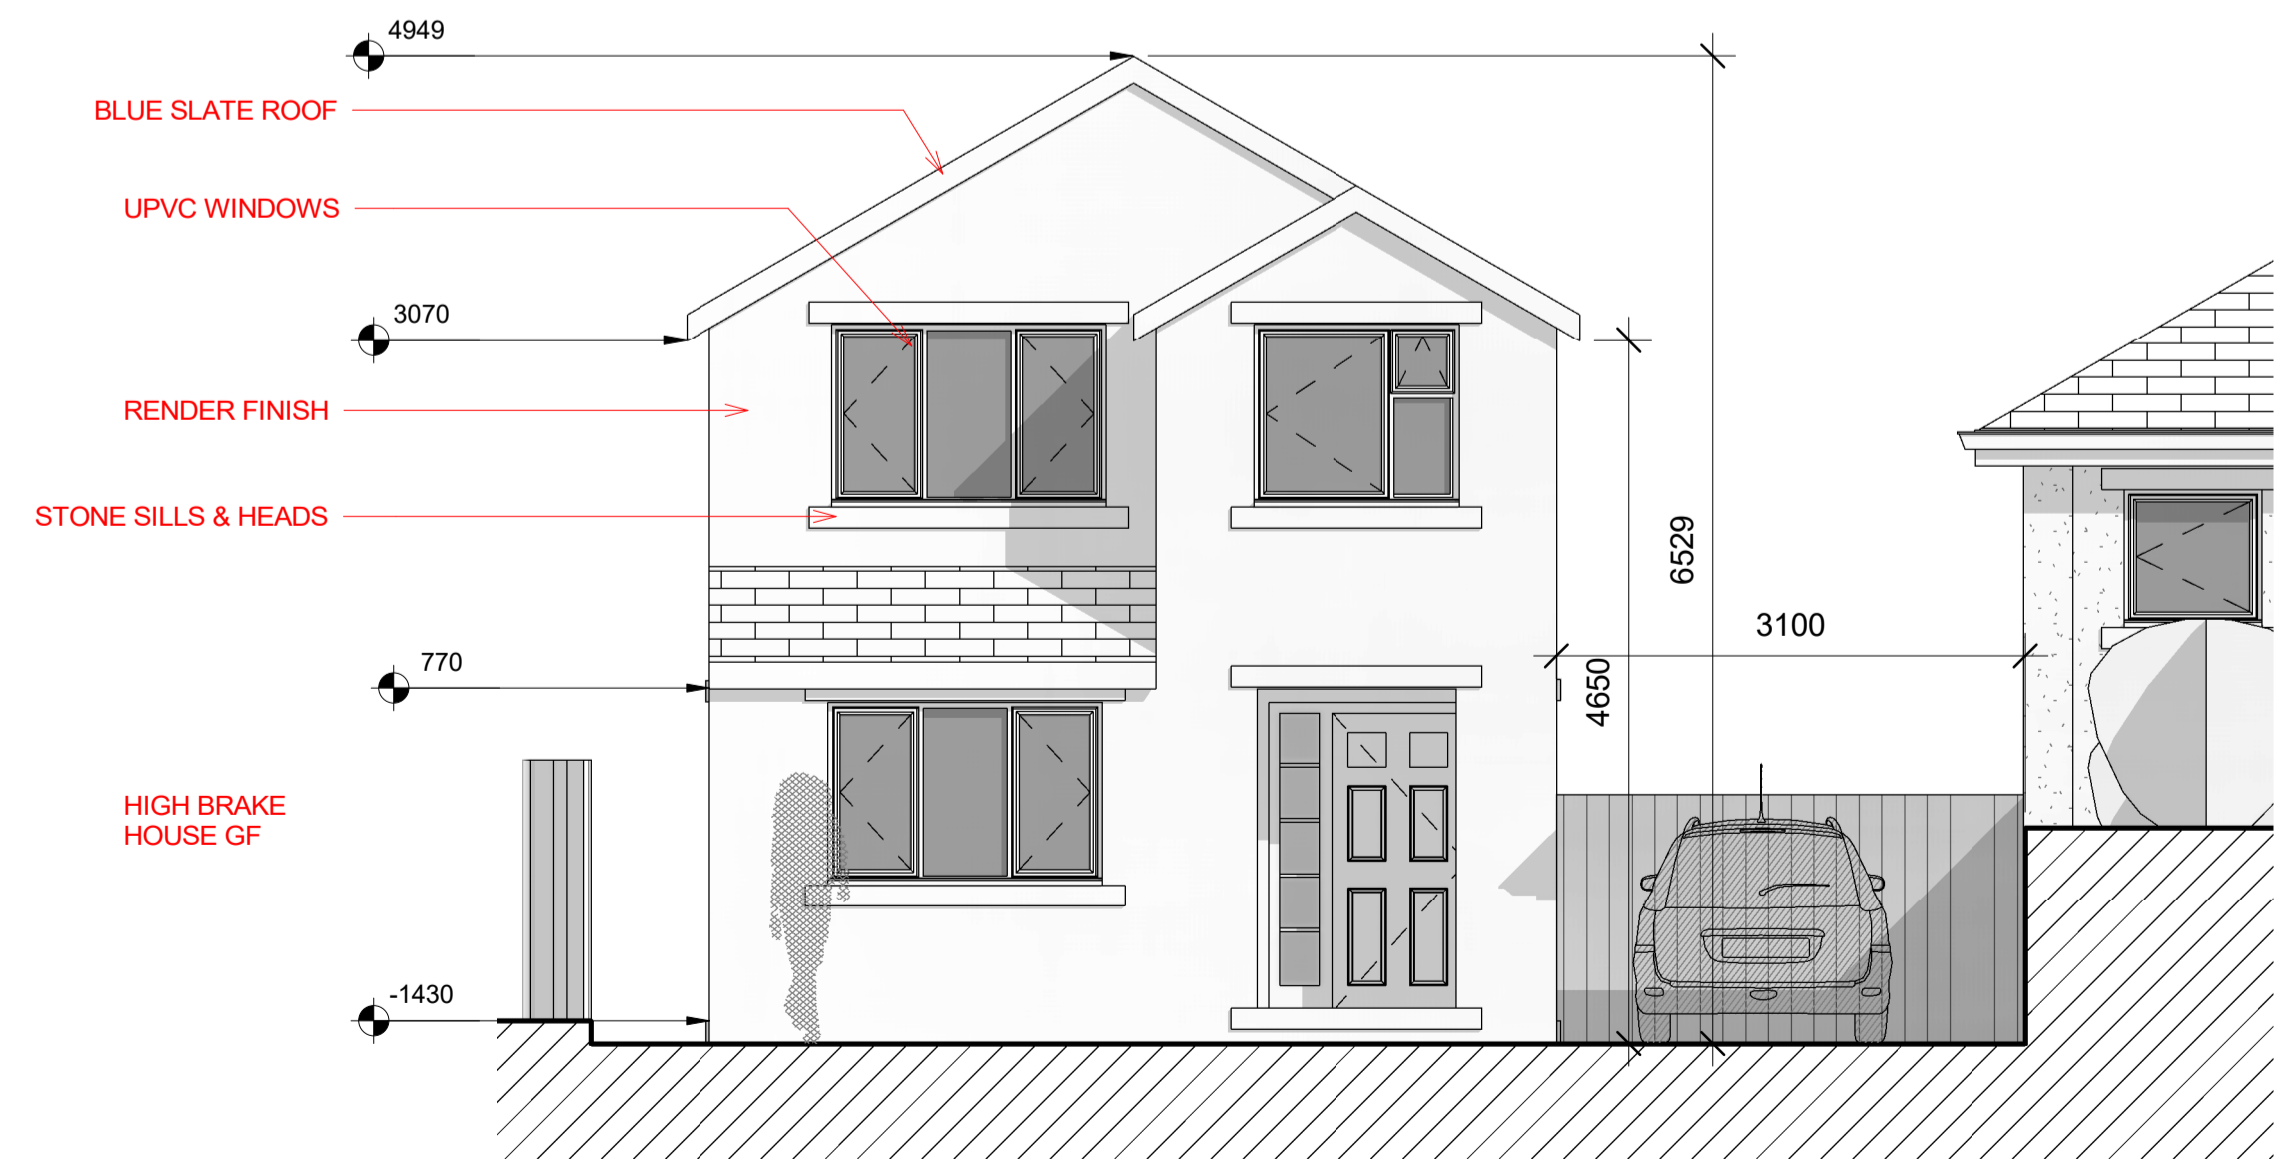 4949
BLUE SLATE ROOF
UPVC WINDOWS
3070
RENDER FINISH
STONE SILLS & HEADS
6529
3100
770
4650
HIGH BRAKE
HOUSE GF
-1430